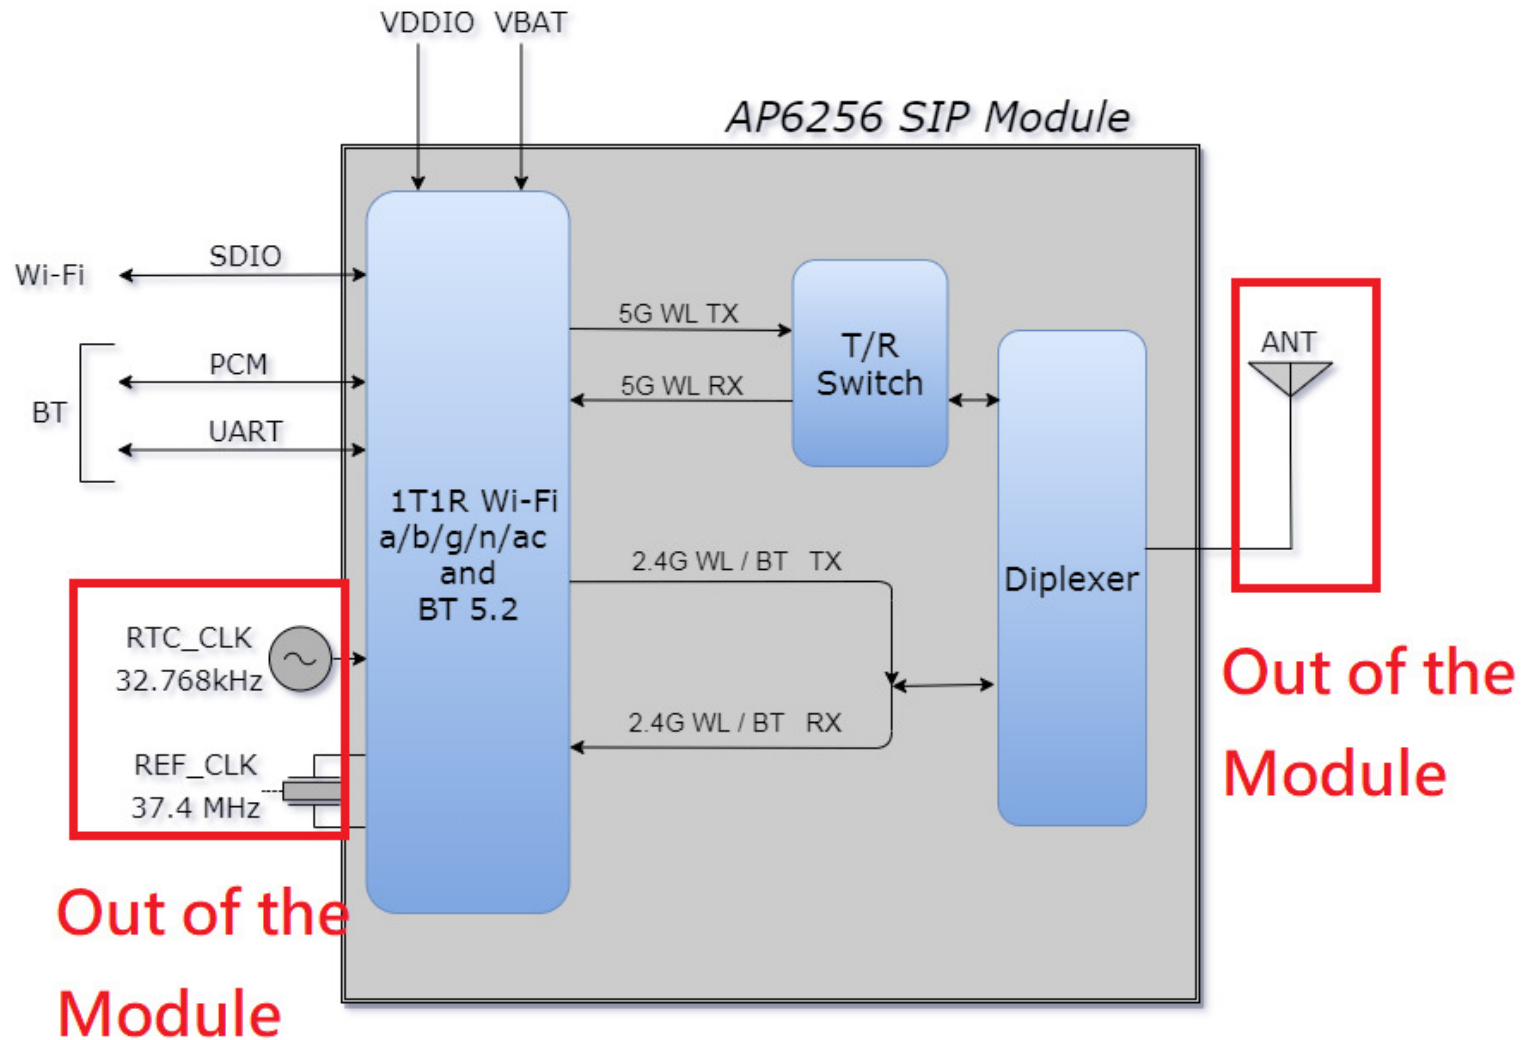 VDDIO VBAT
AP6256 SIP Module
Wi-Fi
SDIO
BT
PCM
UART
1T1R Wi-Fi
a/b/g/n/ac
and
BT 5.2
5G WL TX
5G WL RX
T/R
Switch
2.4G WL / BT TX
2.4G WL / BT RX
Diplexer
ANT
RTC_CLK
32.768kHz
REF_CLK
37.4 MHz
Out of the
Module
Out of the
Module